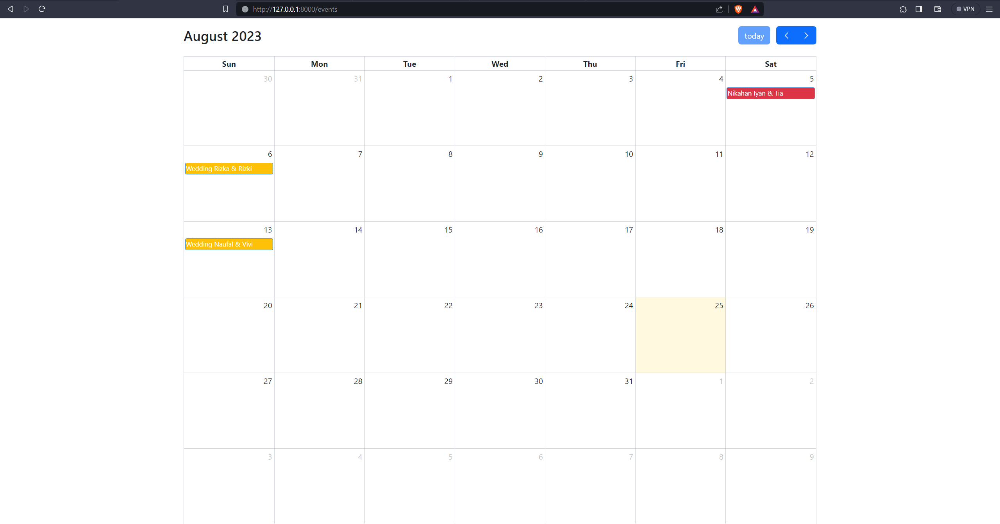 http://127.0.0.1:8000/events
VPN
August 2023
today
Sun Mon Tue Wed Thu Fri Sat
30 31 1 2 3 4 5
Nikahan Iyan & Tia
6 7 8 9 10 11 12
Wedding Rizka & Rizki
13 14 15 16 17 18 19
Wedding Naufal & Vivi
20 21 22 23 24 25 26
27 28 29 30 31 1 2
3 4 5 6 7 8 9